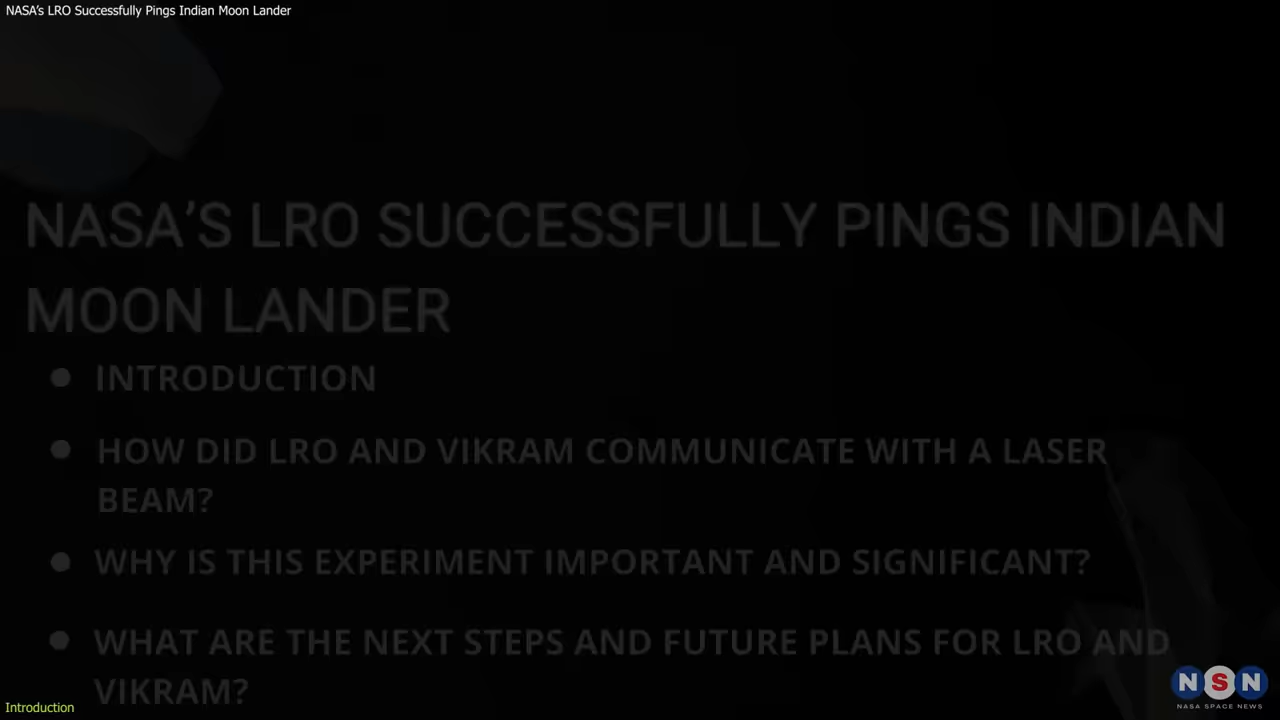 NASA's LRO Successfully Pings Indian Moon Lander
NASA'S LRO SUCCESSFULLY PINGS INDIAN
MOON LANDER
● INTRODUCTION
● HOW DID LRO AND VIKRAM COMMUNICATE WITH A LASER
BEAM?
● WHY IS THIS EXPERIMENT IMPORTANT AND SIGNIFICANT?
● WHAT ARE THE NEXT STEPS AND FUTURE PLANS FOR LRO AND
VIKRAM?
NSN
NASA SPACE NEWS
Introduction